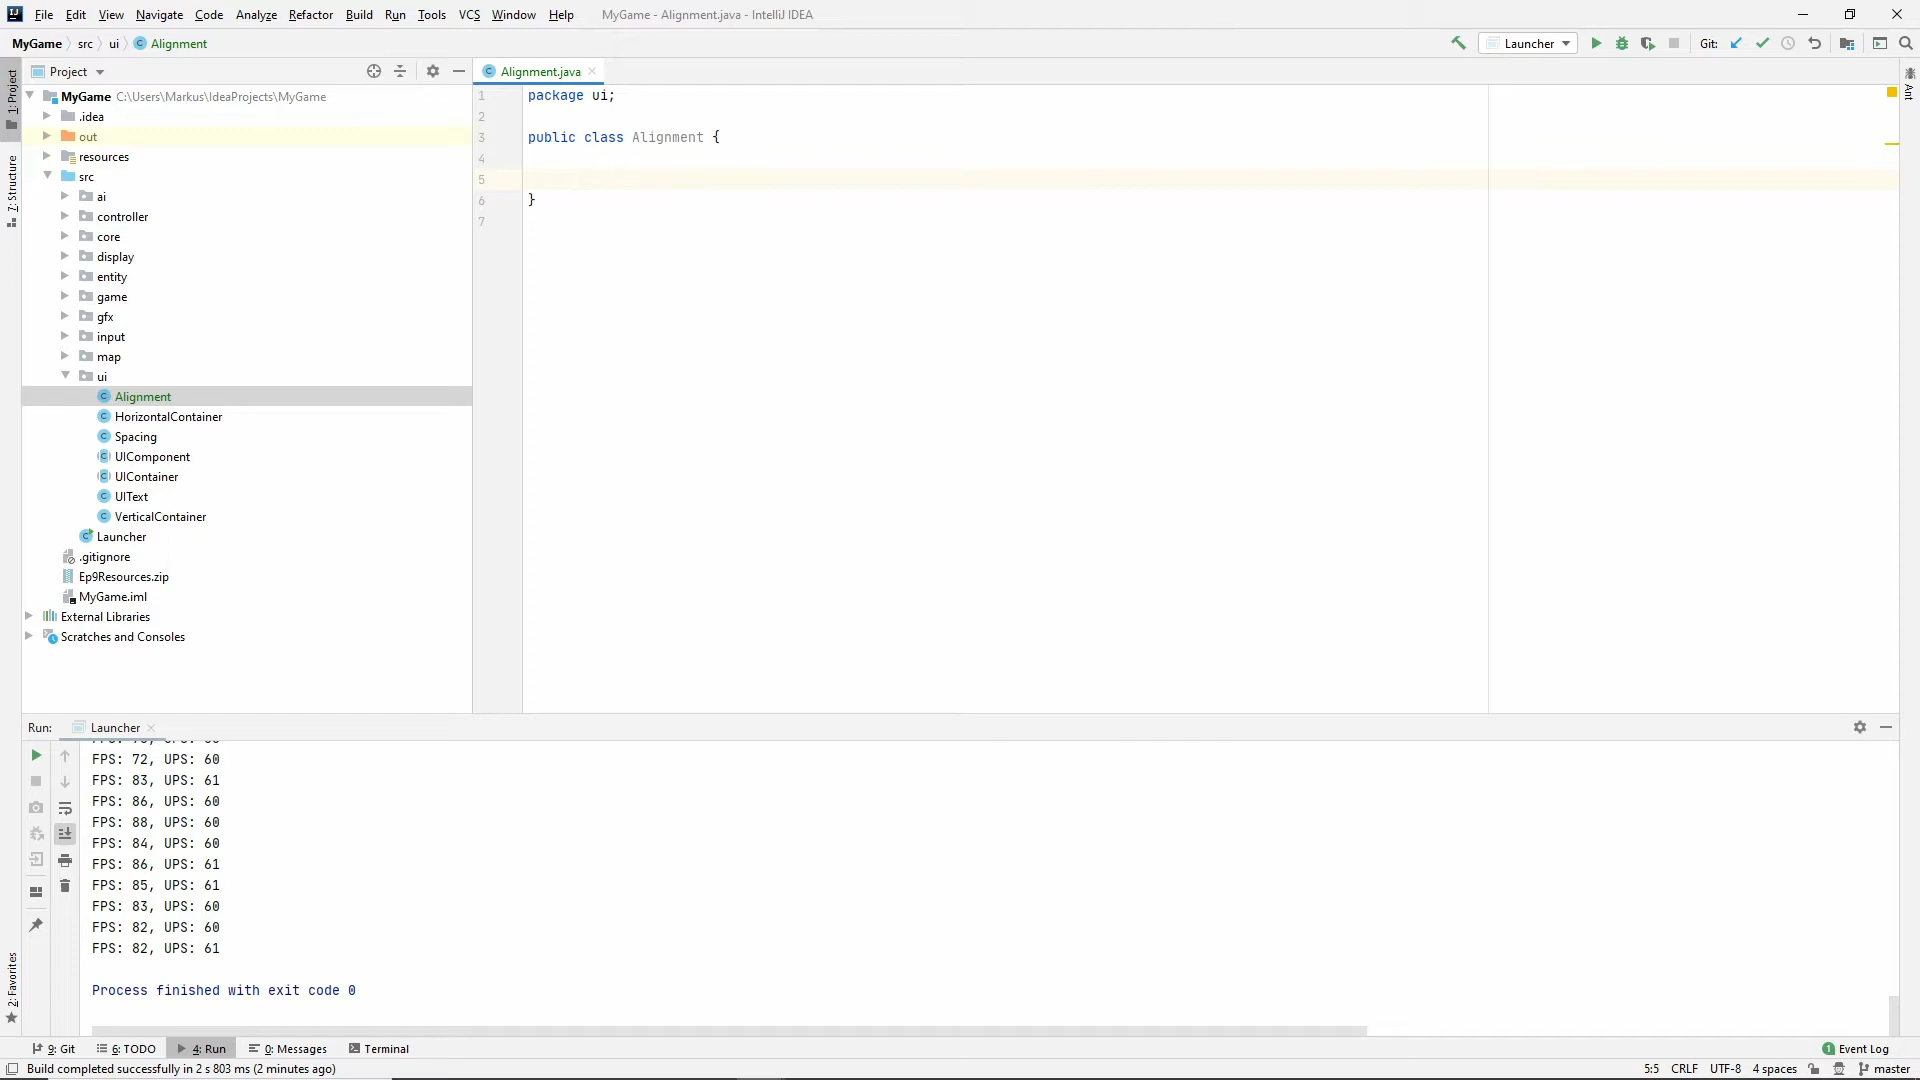 File Edit View Navigate Code Analyze Refactor Build Run Tools VCS Window Help MyGame - Alignment.java - IntelliJ IDEA
MyGame src ui Alignment Launcher Git:
Project Alignment.java
1: Project
7: Structure
2: Favorites
Ant
MyGame C:\Users\Markus\IdeaProjects\MyGame
.idea
out
resources
src
ai
controller
core
display
entity
game
gfx
input
map
ui
Alignment
HorizontalContainer
Spacing
UIComponent
UIContainer
UIText
VerticalContainer
Launcher
.gitignore
Ep9Resources.zip
MyGame.iml
External Libraries
Scratches and Consoles
1 package ui;
2
3 public class Alignment {
4
5
6 }
7
Run: Launcher
FPS: 72, UPS: 60
FPS: 83, UPS: 61
FPS: 86, UPS: 60
FPS: 88, UPS: 60
FPS: 84, UPS: 60
FPS: 86, UPS: 61
FPS: 85, UPS: 61
FPS: 83, UPS: 60
FPS: 82, UPS: 60
FPS: 82, UPS: 61
Process finished with exit code 0
9: Git 6: TODO 4: Run 0: Messages Terminal 1 Event Log
Build completed successfully in 2 s 803 ms (2 minutes ago) 5:5 CRLF UTF-8 4 spaces master